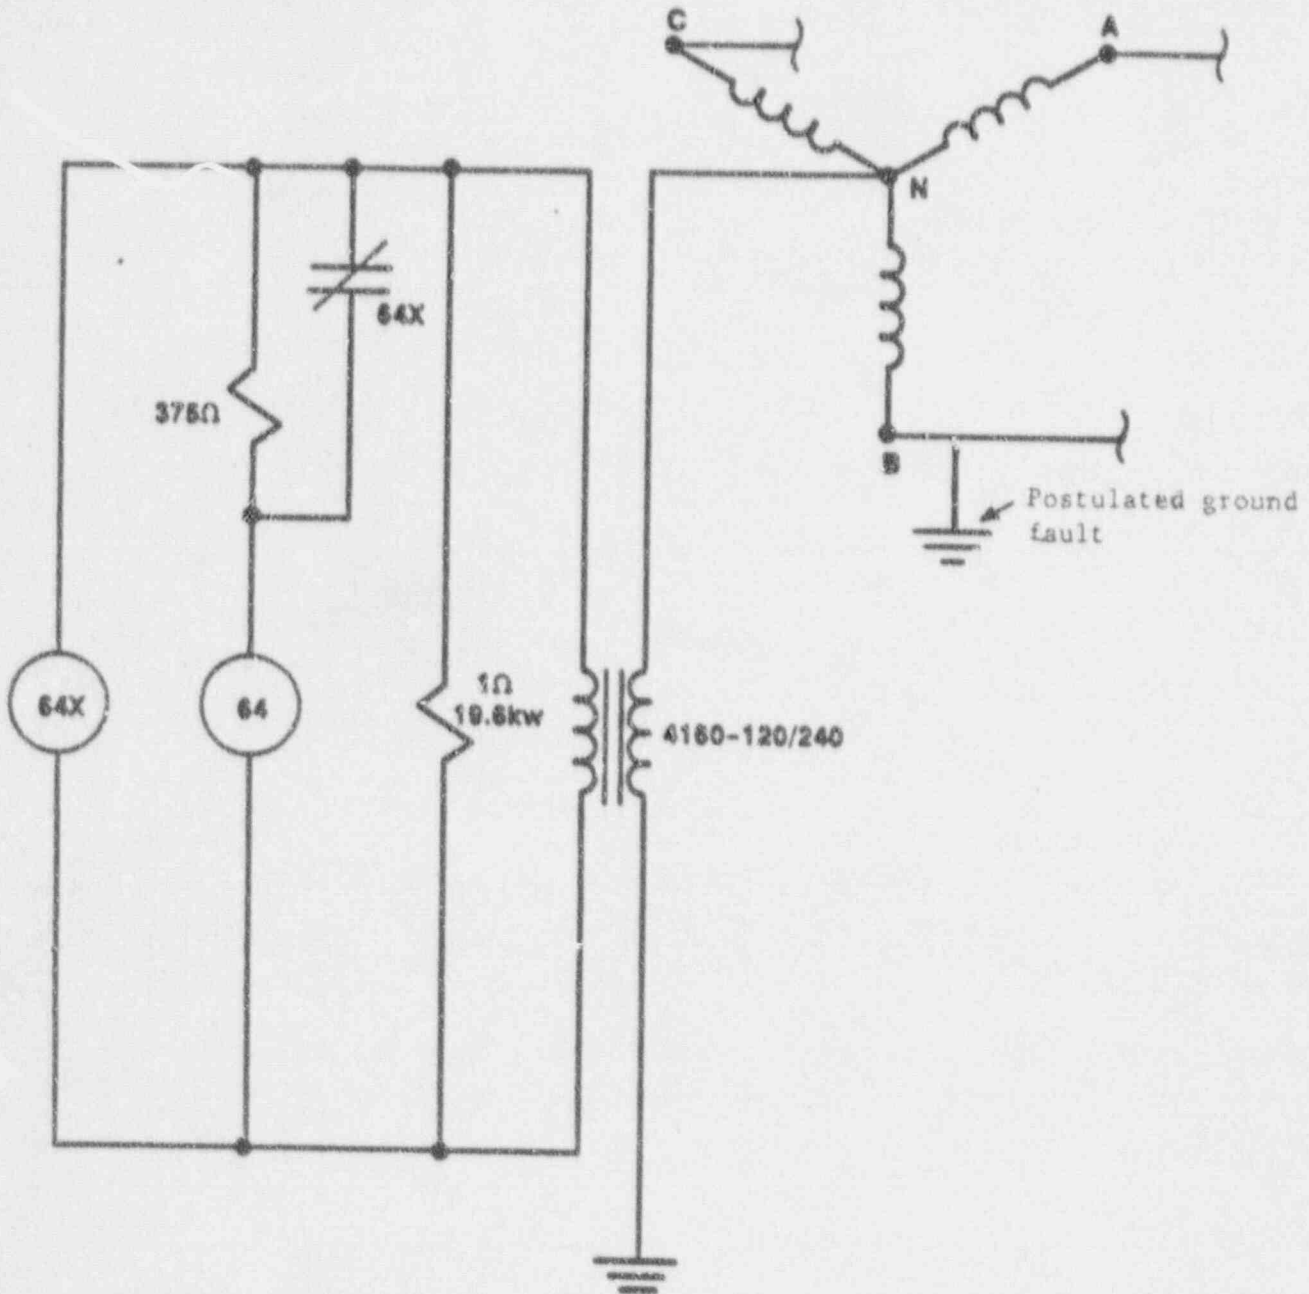 C
A
N
64X
375Ω
B
Postulated ground
fault
1Ω
19.6kw
64X
64
4160-120/240